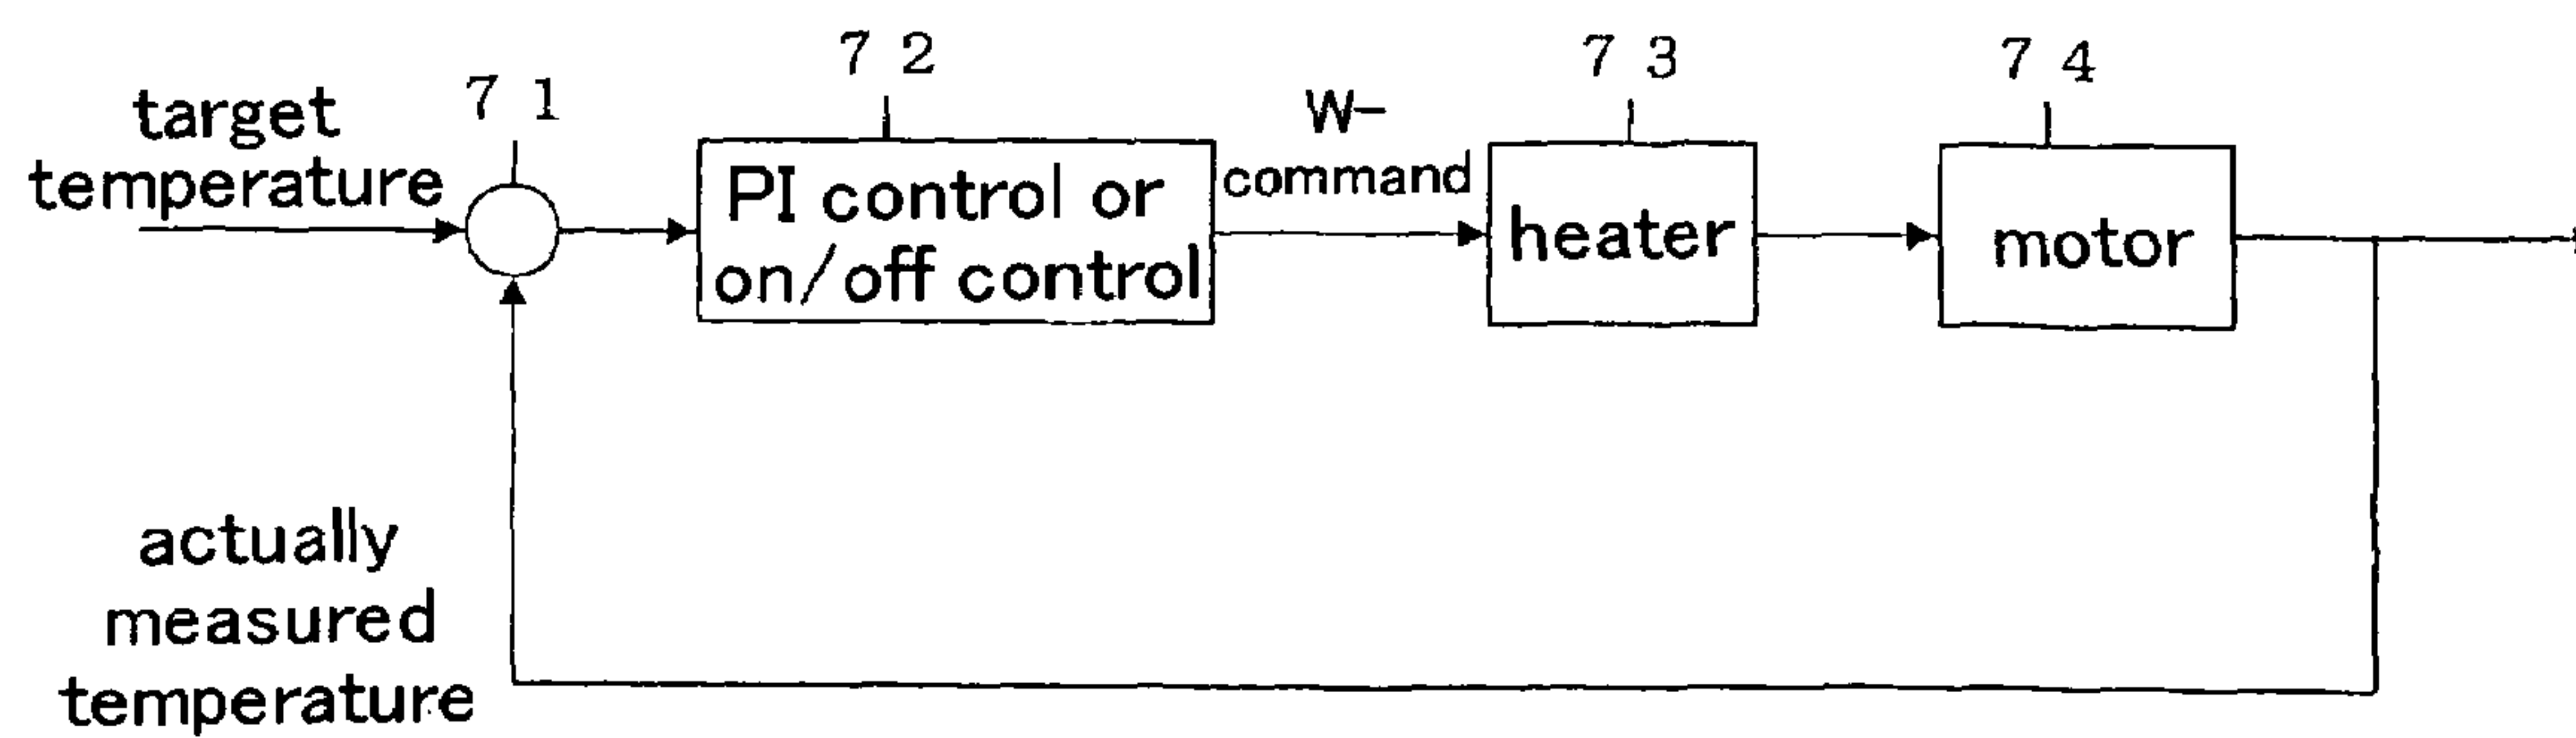 target
temperature
7 1
7 2
PI control or
on/off control
W-
command
7 3
heater
7 4
motor
actually
measured
temperature